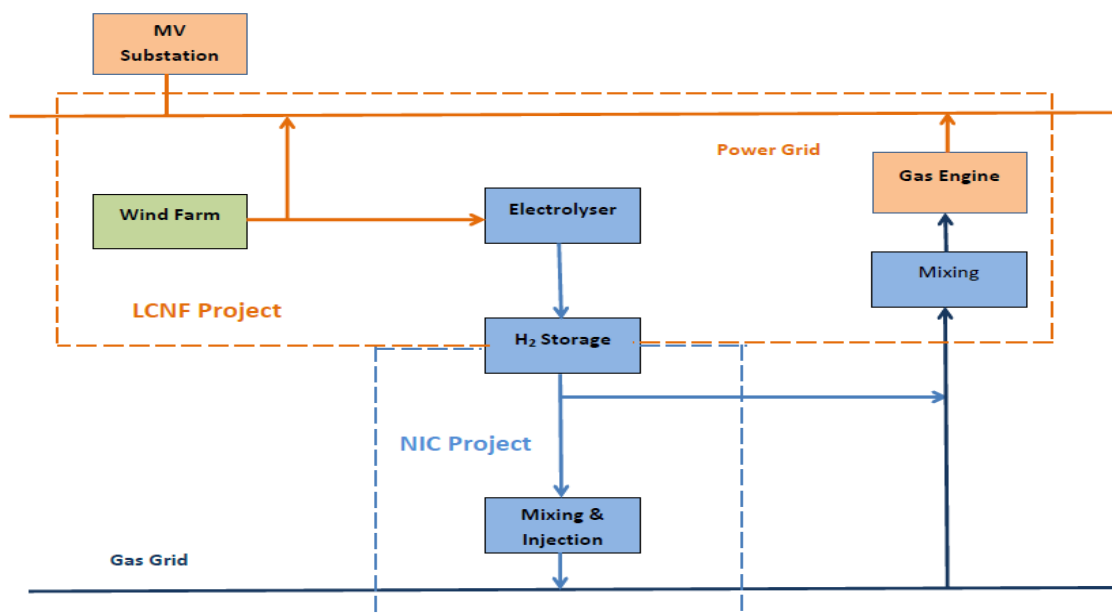 MV
Substation
Power Grid
Gas Engine
Wind Farm
Electrolyser
Mixing
LCNF Project
H₂ Storage
NIC Project
Mixing &
Injection
Gas Grid